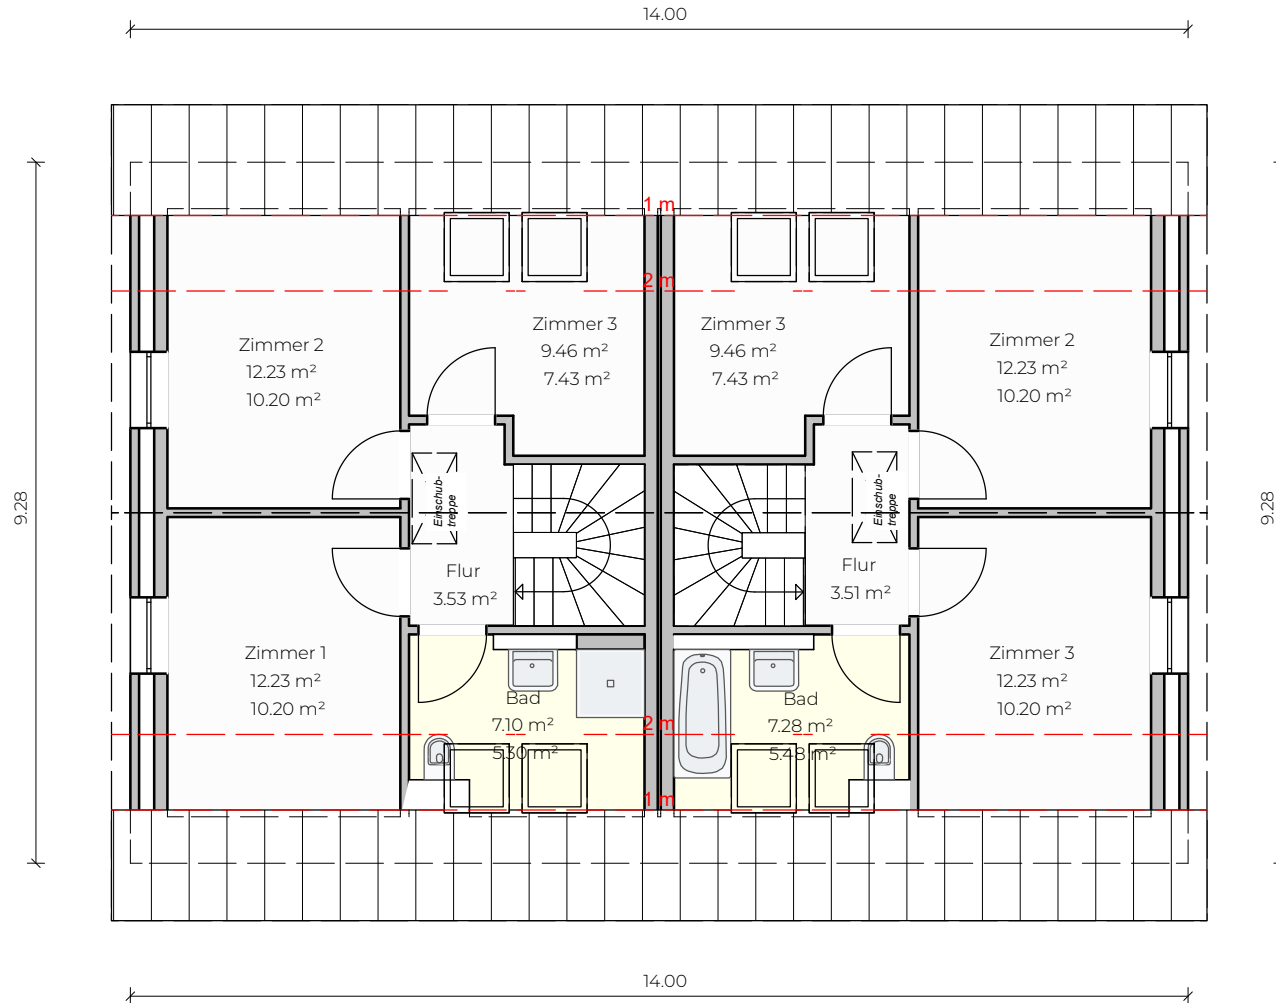 14.00
9.28
9.28
1 m
2 m
Zimmer 2
12.23 m²
10.20 m²
Zimmer 3
9.46 m²
7.43 m²
Zimmer 3
9.46 m²
7.43 m²
Zimmer 2
12.23 m²
10.20 m²
Einschub-
treppe
Einschub-
treppe
Flur
3.53 m²
Flur
3.51 m²
Zimmer 1
12.23 m²
10.20 m²
Bad
7.10 m²
5.30 m²
Bad
7.28 m²
5.48 m²
Zimmer 3
12.23 m²
10.20 m²
2 m
1 m
14.00